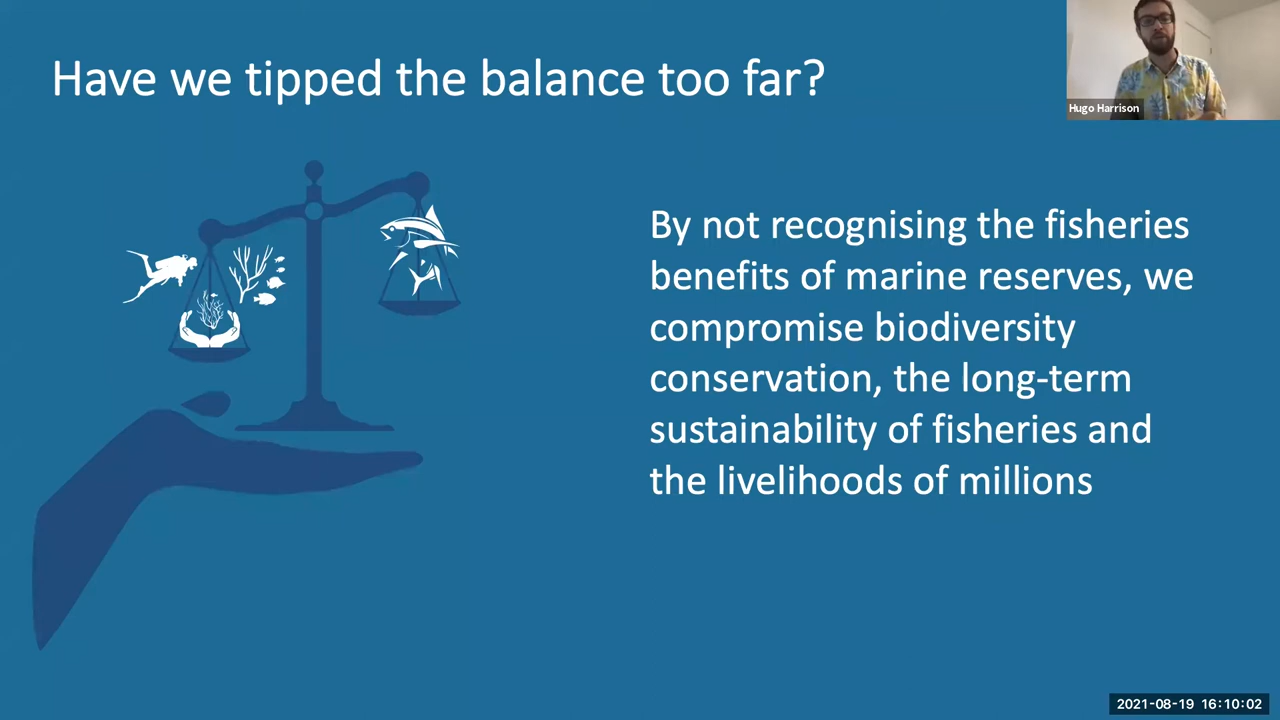 Have we tipped the balance too far?
Hugo Harrison
By not recognising the fisheries
benefits of marine reserves, we
compromise biodiversity
conservation, the long-term
sustainability of fisheries and
the livelihoods of millions
2021-08-19 16:10:02